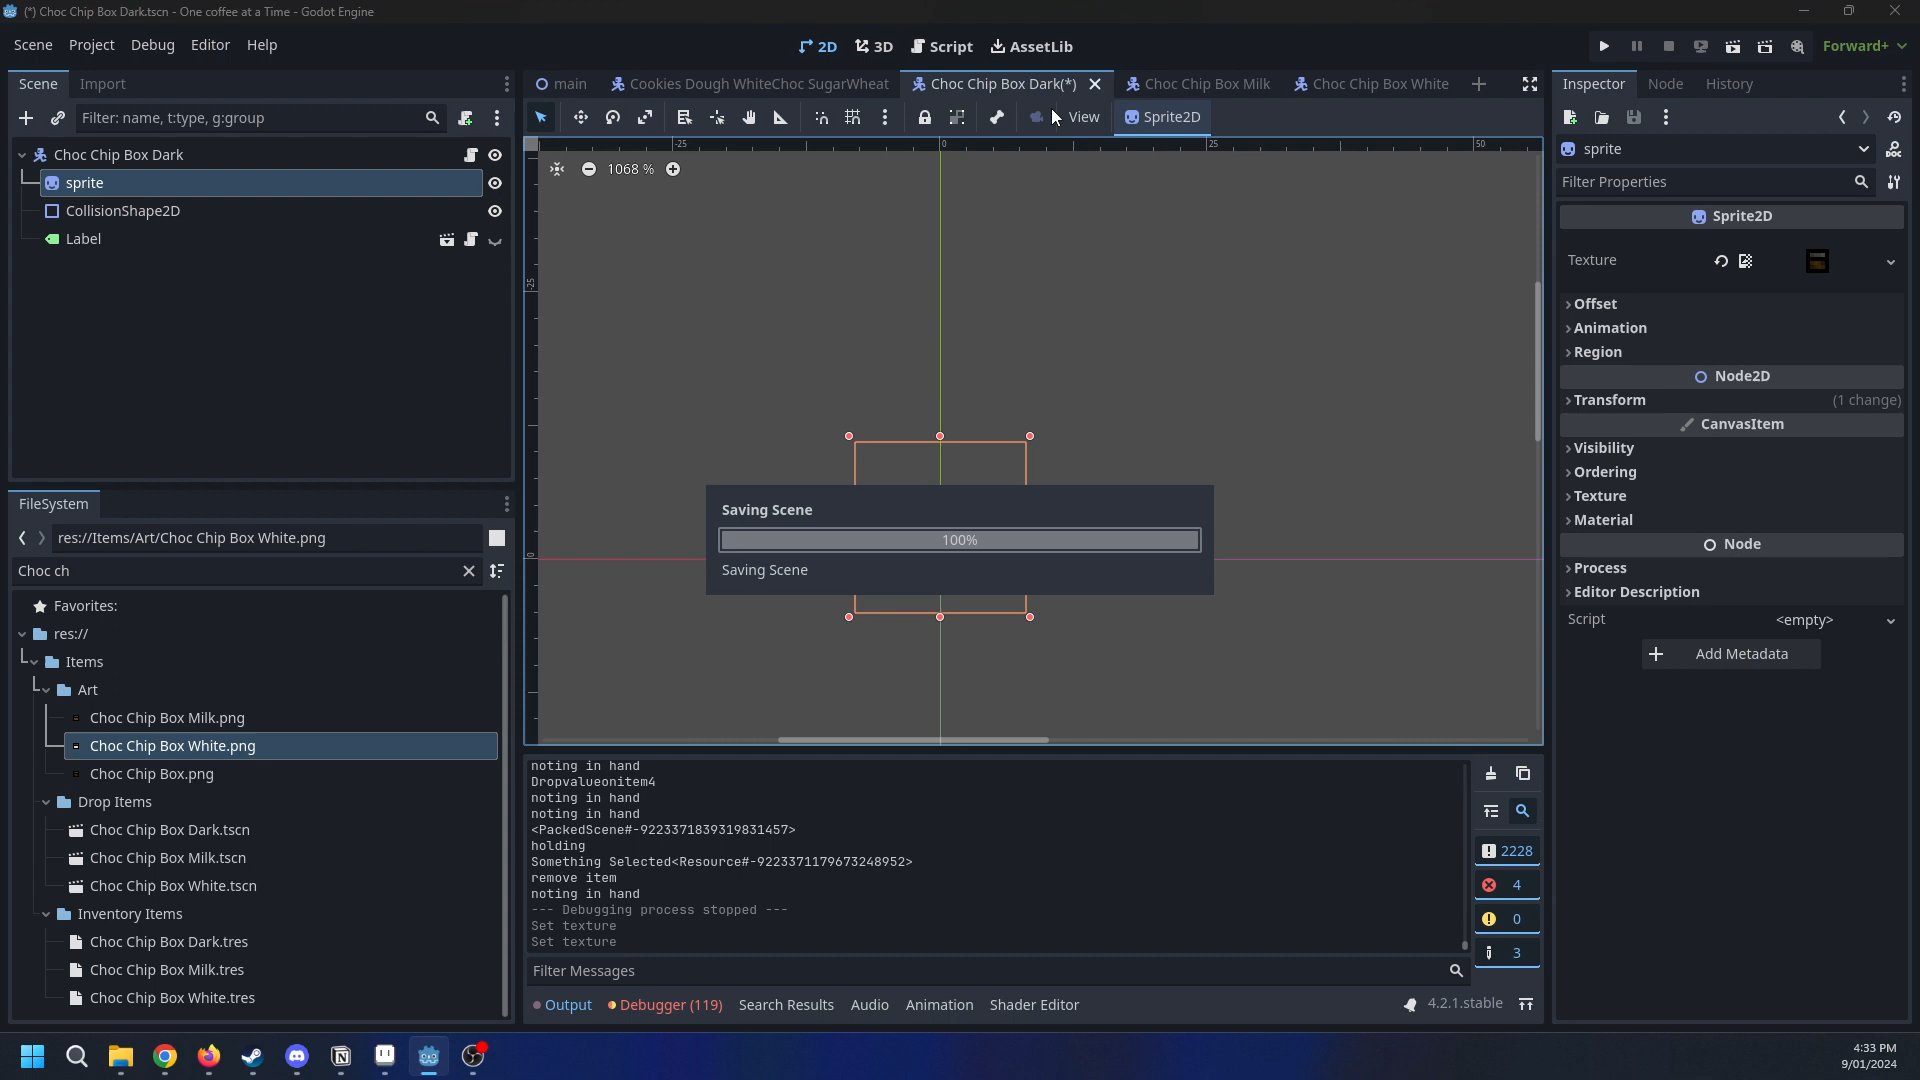 (*) Choc Chip Box Dark.tscn - One coffee at a Time - Godot Engine
Scene Project Debug Editor Help
2D 3D Script AssetLib
Forward+
Scene Import
main Cookies Dough WhiteChoc SugarWheat Choc Chip Box Dark(*) Choc Chip Box Milk Choc Chip Box White
Inspector Node History
Filter: name, t:type, g:group
View Sprite2D
Choc Chip Box Dark
sprite
CollisionShape2D
Label
-25 0 25 50
1068 %
-25
0
Saving Scene
100%
Saving Scene
sprite
Filter Properties
Sprite2D
Texture
Offset
Animation
Region
Node2D
Transform (1 change)
CanvasItem
Visibility
Ordering
Texture
Material
Node
Process
Editor Description
Script <empty>
Add Metadata
FileSystem
res://Items/Art/Choc Chip Box White.png
Choc ch
Favorites:
res://
Items
Art
Choc Chip Box Milk.png
Choc Chip Box White.png
Choc Chip Box.png
Drop Items
Choc Chip Box Dark.tscn
Choc Chip Box Milk.tscn
Choc Chip Box White.tscn
Inventory Items
Choc Chip Box Dark.tres
Choc Chip Box Milk.tres
Choc Chip Box White.tres
noting in hand
Dropvalueonitem4
noting in hand
noting in hand
<PackedScene#-9223371839319831457>
holding
Something Selected<Resource#-9223371179673248952>
remove item
noting in hand
--- Debugging process stopped ---
Set texture
Set texture
2228
4
0
3
Filter Messages
Output Debugger (119) Search Results Audio Animation Shader Editor
4.2.1.stable
4:33 PM
9/01/2024